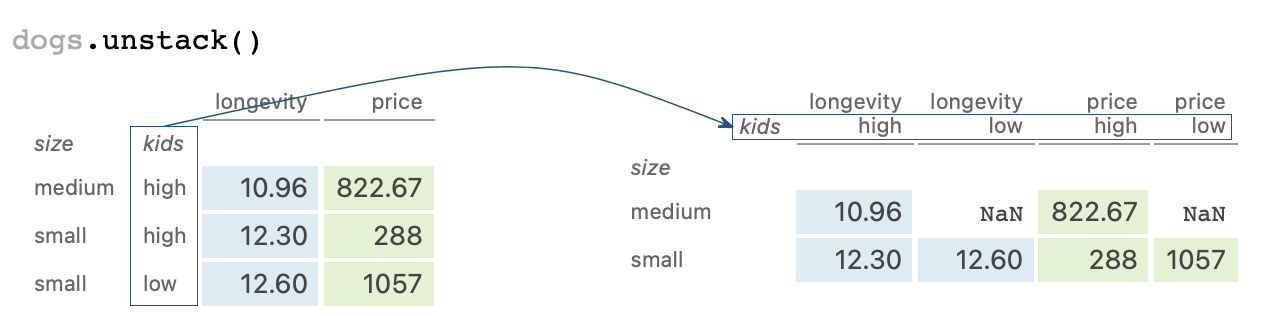 dogs.unstack()
longevity price
size kids
medium high 10.96 822.67
small high 12.30 288
small low 12.60 1057
longevity longevity price price
kids high low high low
size
medium 10.96 NaN 822.67 NaN
small 12.30 12.60 288 1057